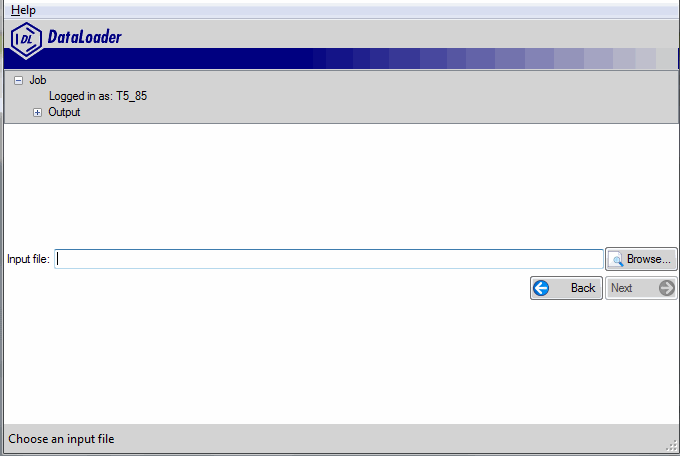 Help
DL DataLoader
Job
Logged in as: T5_85
Output
Input file: Browse...
Back Next
Choose an input file